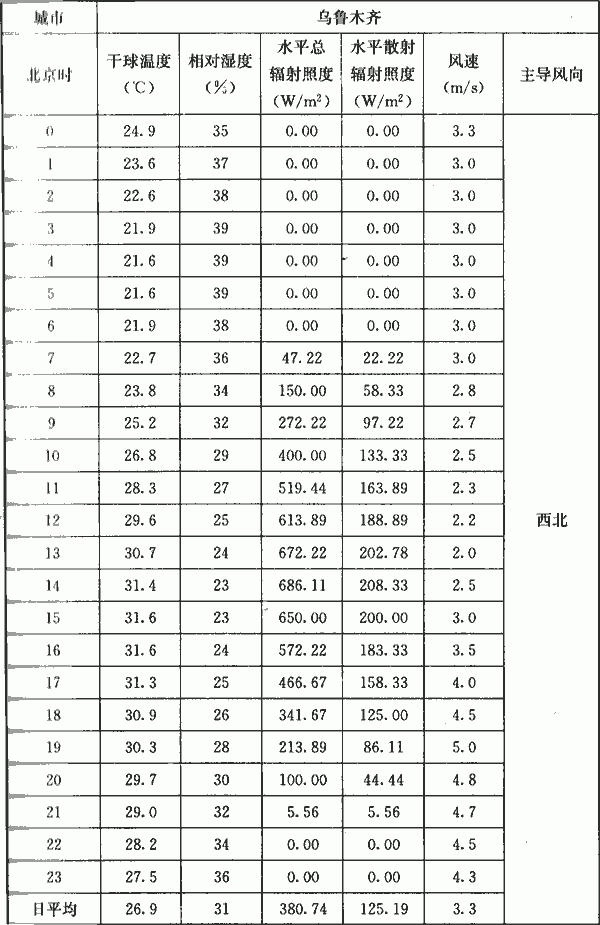 城市 乌鲁木齐
北京时 干球温度 (℃) 相对湿度 (%) 水平总 辐射照度 (W/m²) 水平散射 辐射照度 (W/m²) 风速 (m/s) 主导风向
0 24.9 35 0.00 0.00 3.3
1 23.6 37 0.00 0.00 3.0
2 22.6 38 0.00 0.00 3.0
3 21.9 39 0.00 0.00 3.0
4 21.6 39 0.00 0.00 3.0
5 21.6 39 0.00 0.00 3.0
6 21.9 38 0.00 0.00 3.0
7 22.7 36 47.22 22.22 3.0
8 23.8 34 150.00 58.33 2.8
9 25.2 32 272.22 97.22 2.7
10 26.8 29 400.00 133.33 2.5
11 28.3 27 519.44 163.89 2.3
12 29.6 25 613.89 188.89 2.2 西北
13 30.7 24 672.22 202.78 2.0
14 31.4 23 686.11 208.33 2.5
15 31.6 23 650.00 200.00 3.0
16 31.6 24 572.22 183.33 3.5
17 31.3 25 466.67 158.33 4.0
18 30.9 26 341.67 125.00 4.5
19 30.3 28 213.89 86.11 5.0
20 29.7 30 100.00 44.44 4.8
21 29.0 32 5.56 5.56 4.7
22 28.2 34 0.00 0.00 4.5
23 27.5 36 0.00 0.00 4.3
日平均 26.9 31 380.74 125.19 3.3